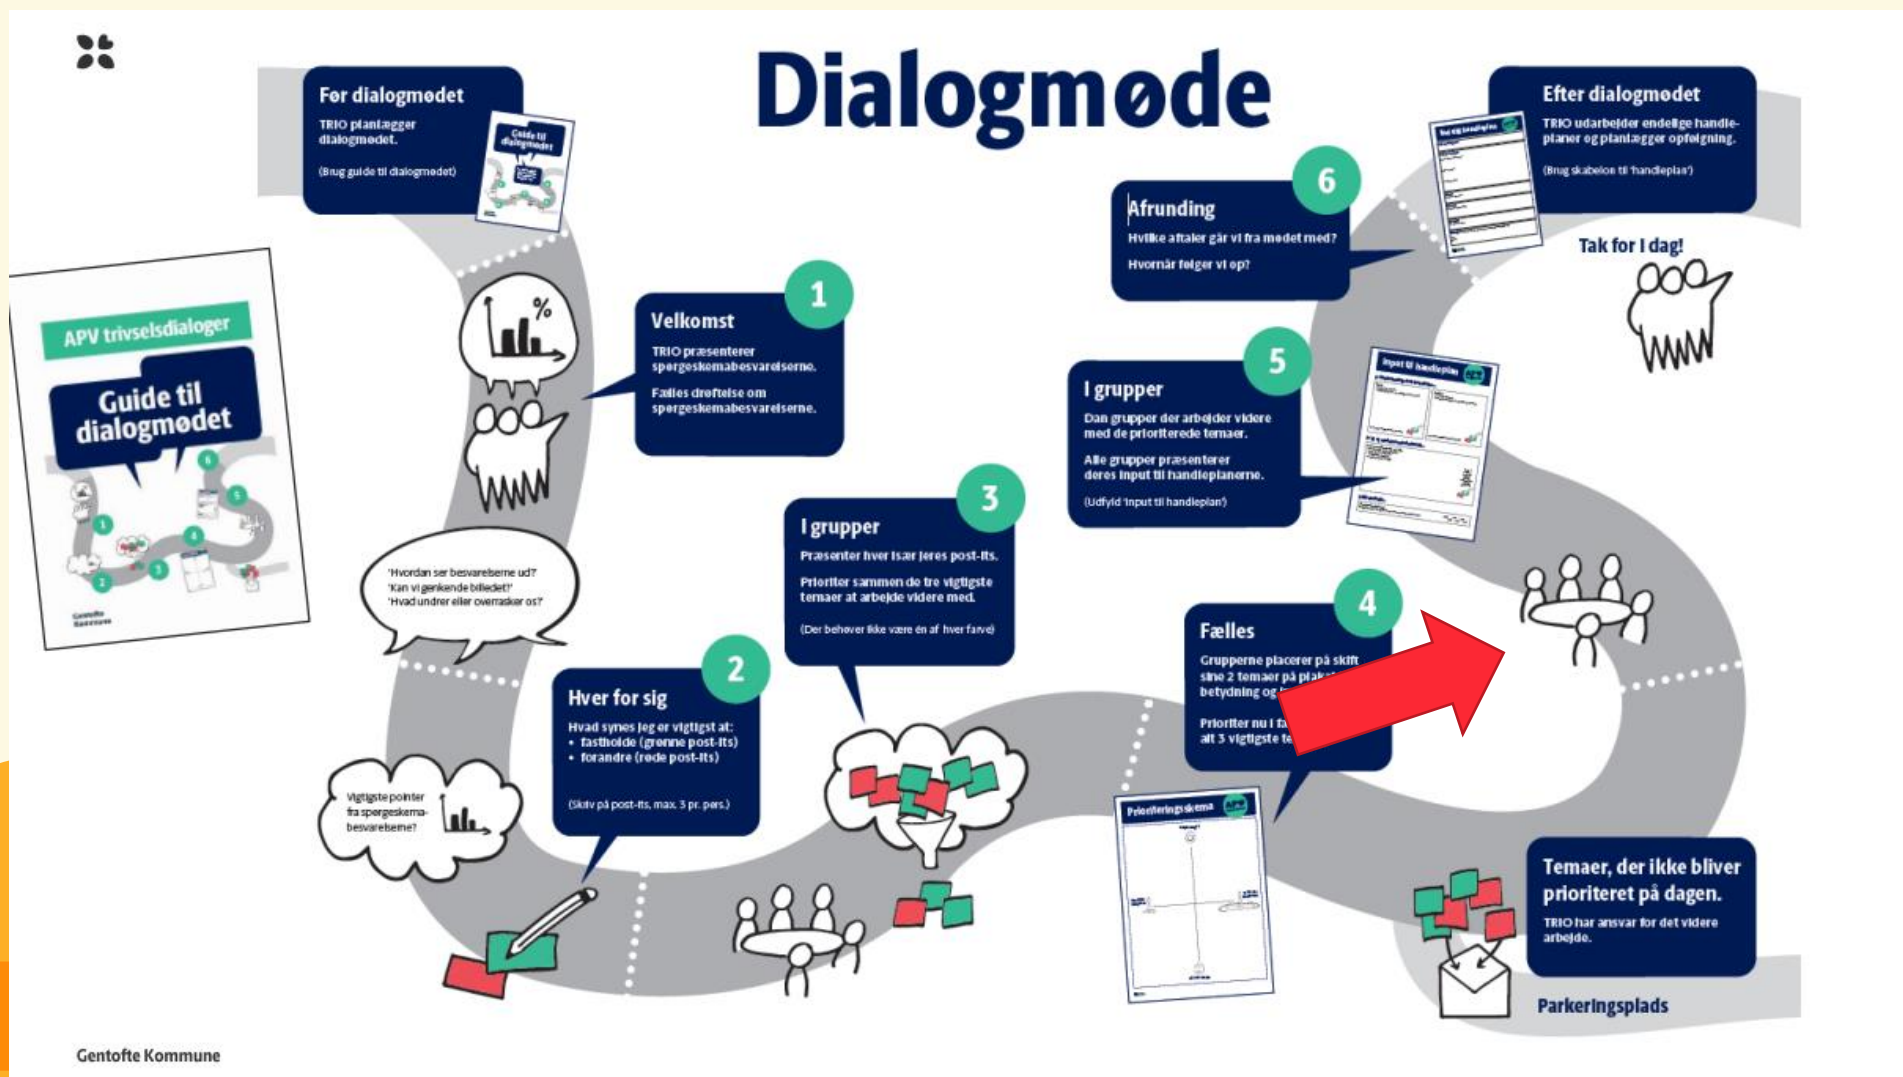 Dialogmøde
Før dialogmødet
TRIO planlægger
dialogmødet.
(Brug guide til dialogmødet)
Guide til
dialogmødet
APV trivselsdialoger
Guide til
dialogmødet
Gentofte
Kommune
1
2
3
4
5
6
%
1
Velkomst
TRIO præsenterer
spørgeskemabesvarelserne.
Fælles drøftelse om
spørgeskemabesvarelserne.
'Hvordan ser besvarelserne ud?'
'Kan vi genkende billedet?'
'Hvad undrer eller overrasker os?'
2
Hver for sig
Hvad synes jeg er vigtigst at:
• fastholde (grønne post-its)
• forandre (røde post-its)
(Skriv på post-its, max. 3 pr. pers.)
Vigtigste pointer
fra spørgeskema-
besvarelserne?
3
I grupper
Præsenter hver især jeres post-its.
Prioriter sammen de tre vigtigste
temaer at arbejde videre med.
(Der behøver ikke være én af hver farve)
4
Fælles
Grupperne placerer på skift
sine 2 temaer på
betydning og
Prioriter nu i
alt 3 vigtigste
Prioriteringsskema
APV
5
I grupper
Dan grupper der arbejder videre
med de prioriterede temaer.
Alle grupper præsenterer
deres input til handleplanerne.
(Udfyld 'input til handleplan')
Input til handleplan
6
Afrunding
Hvilke aftaler går vi fra mødet med?
Hvornår følger vi op?
Efter dialogmødet
TRIO udarbejder endelige handle-
planer og planlægger opfølgning.
(Brug skabelon til 'handleplan')
Tak for I dag!
Temaer, der ikke bliver
prioriteret på dagen.
TRIO har ansvar for det videre
arbejde.
Parkeringsplads
Gentofte Kommune